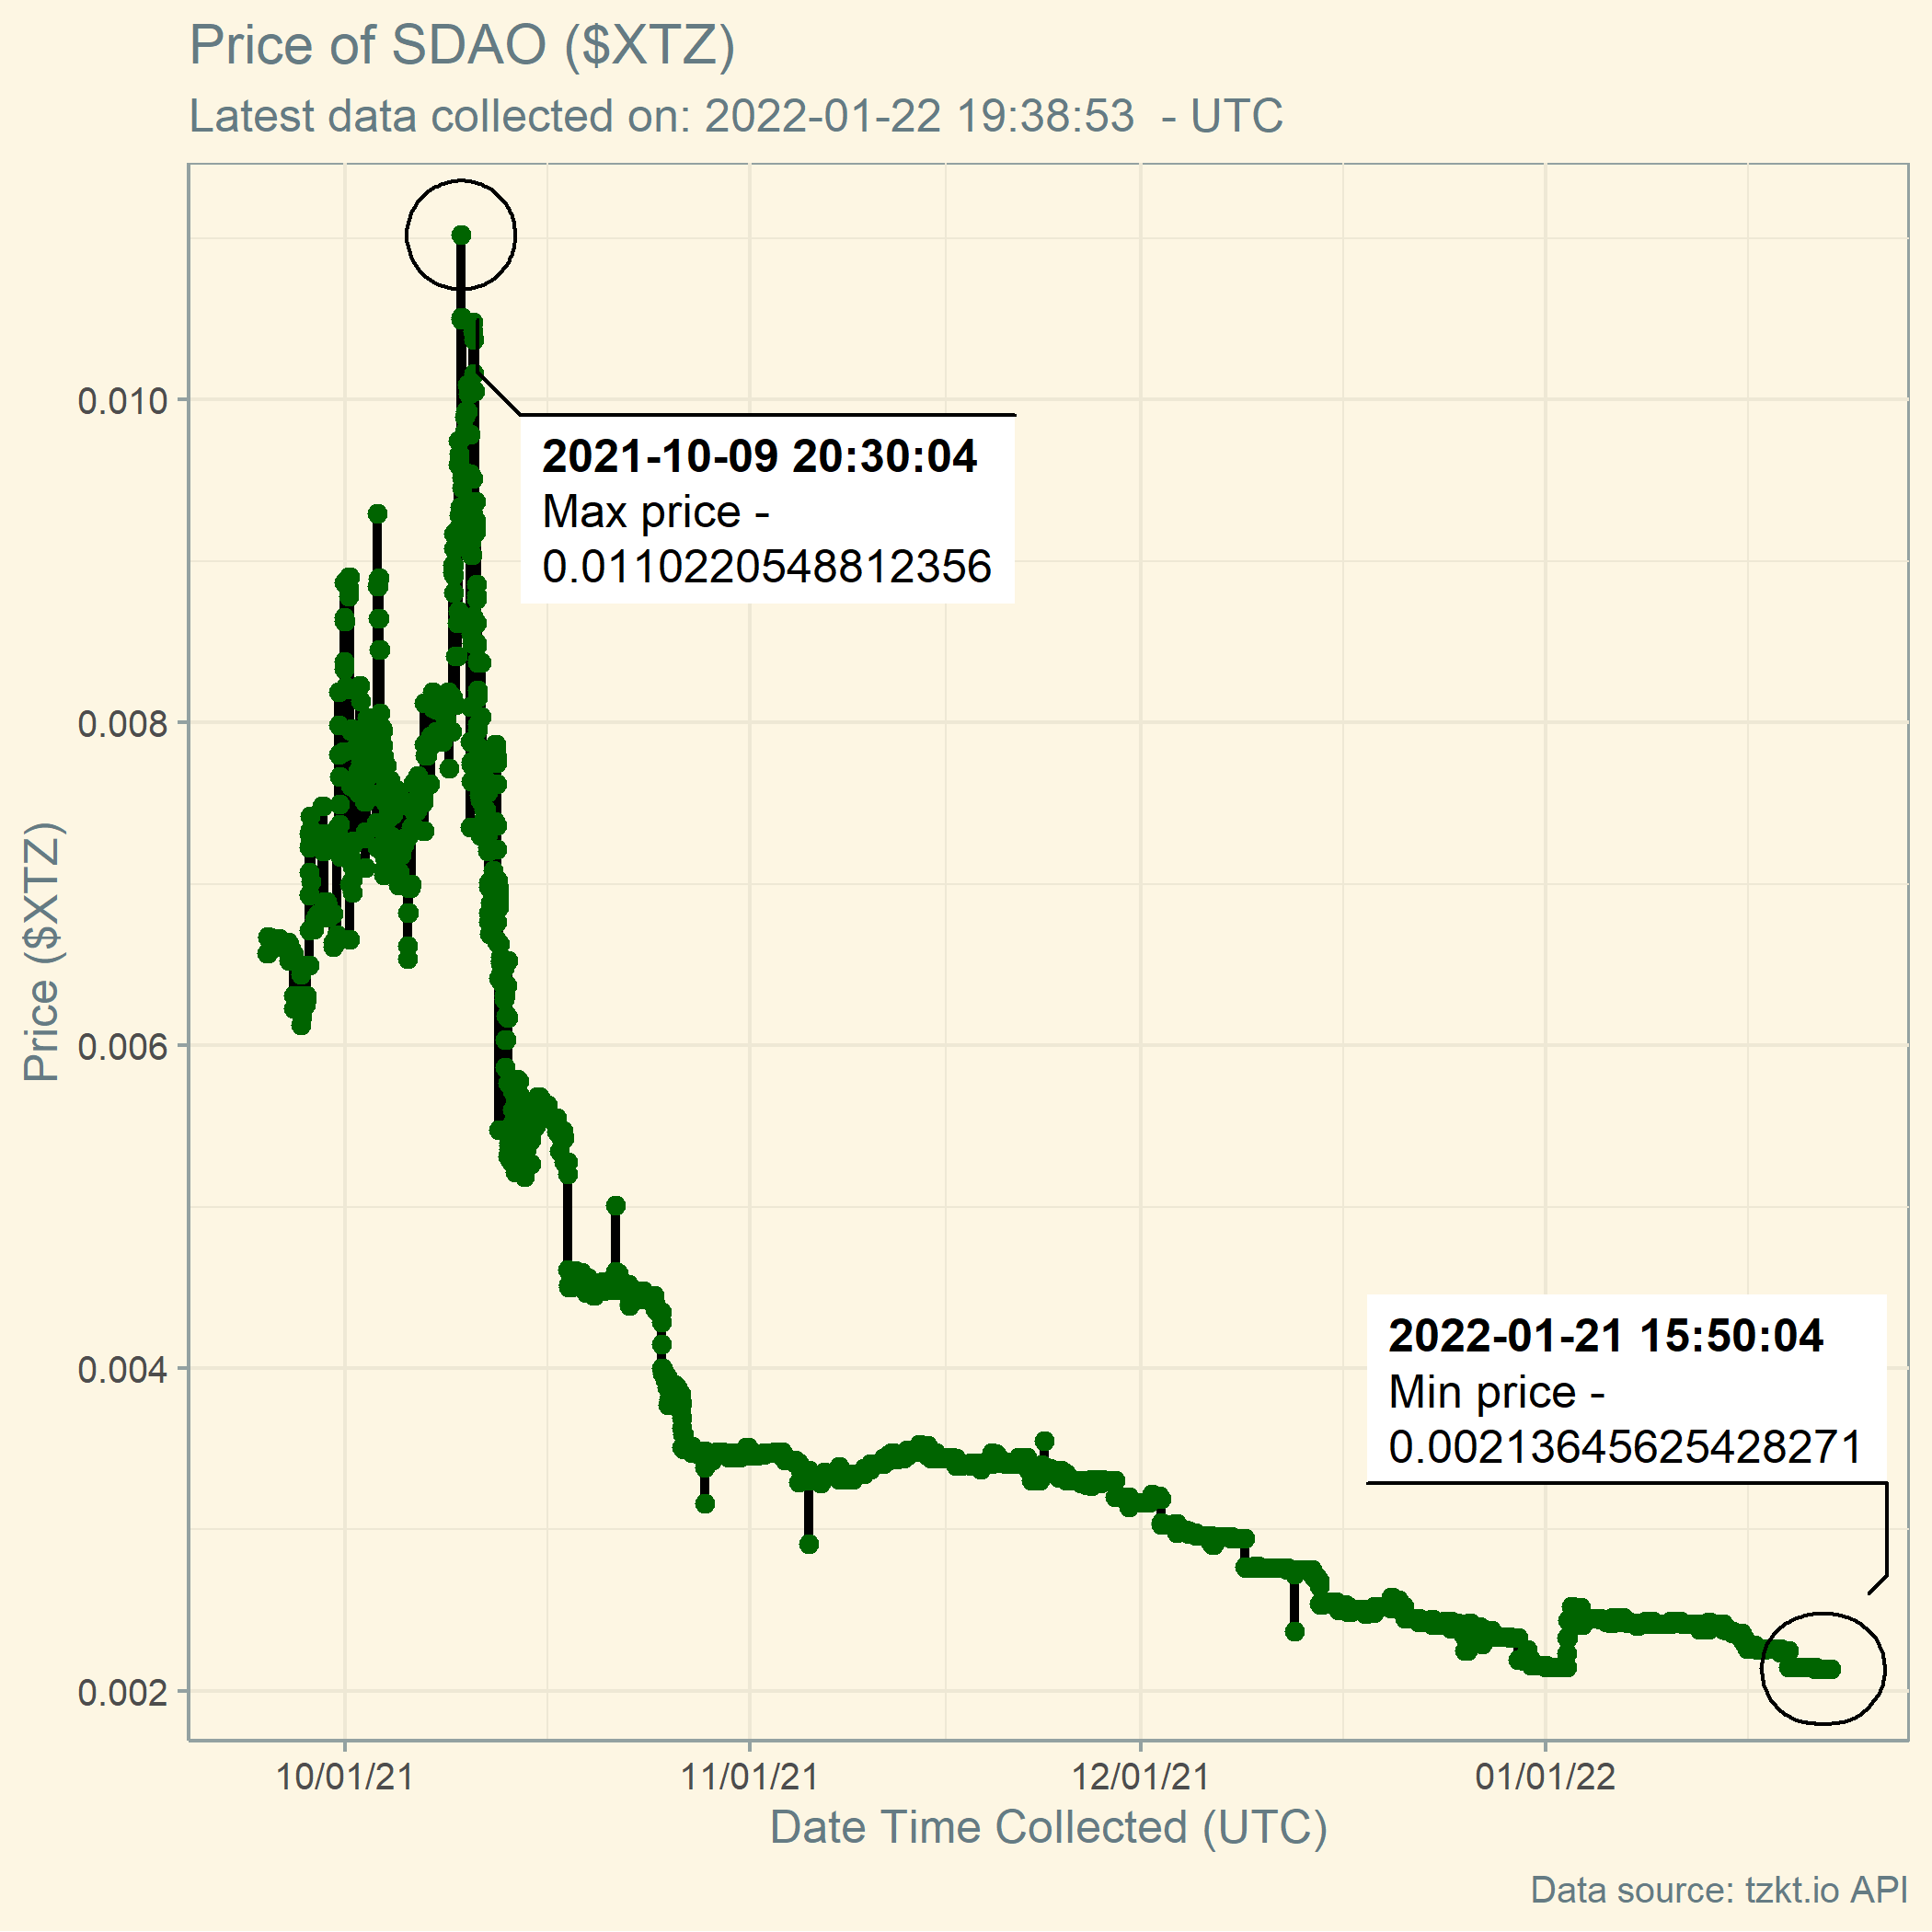 Price of SDAO ($XTZ)
Latest data collected on: 2022-01-22 19:38:53  - UTC
Price ($XTZ)
0.010
0.008
0.006
0.004
0.002
2021-10-09 20:30:04
Max price -
0.0110220548812356
2022-01-21 15:50:04
Min price -
0.00213645625428271
10/01/21
11/01/21
12/01/21
01/01/22
Date Time Collected (UTC)
Data source: tzkt.io API